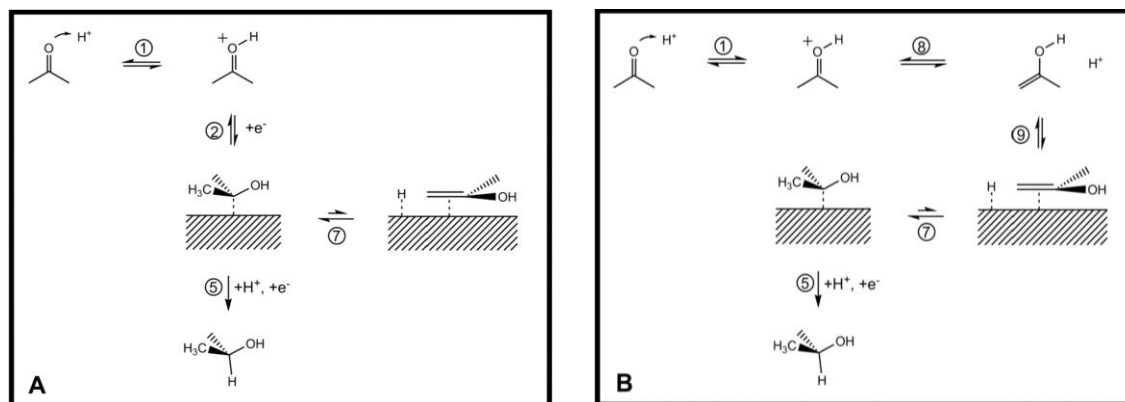 O H⁺ ① + O H
② +e⁻
H₃C OH H OH
⑦
⑤ +H⁺, +e⁻
H₃C OH
H
A
O H⁺ ① + O H ⑧ O H H⁺
⑨
H₃C OH H OH
⑦
⑤ +H⁺, +e⁻
H₃C OH
H
B